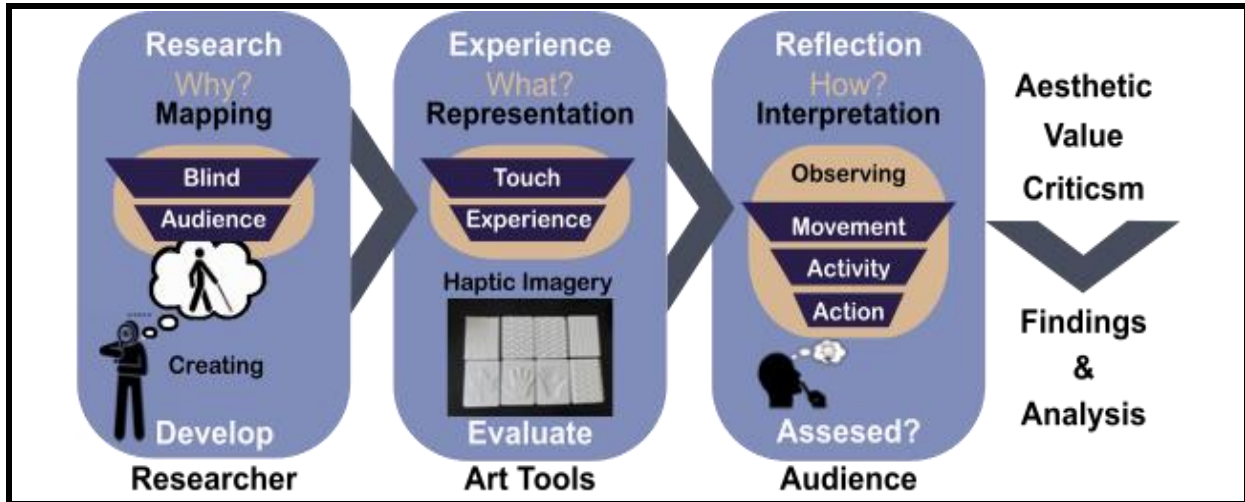 Research
Why?
Mapping
Blind
Audience
Creating
Develop
Researcher
Experience
What?
Representation
Touch
Experience
Haptic Imagery
Evaluate
Art Tools
Reflection
How?
Interpretation
Observing
Movement
Activity
Action
Assesed?
Audience
Aesthetic
Value
Criticsm
Findings
&
Analysis